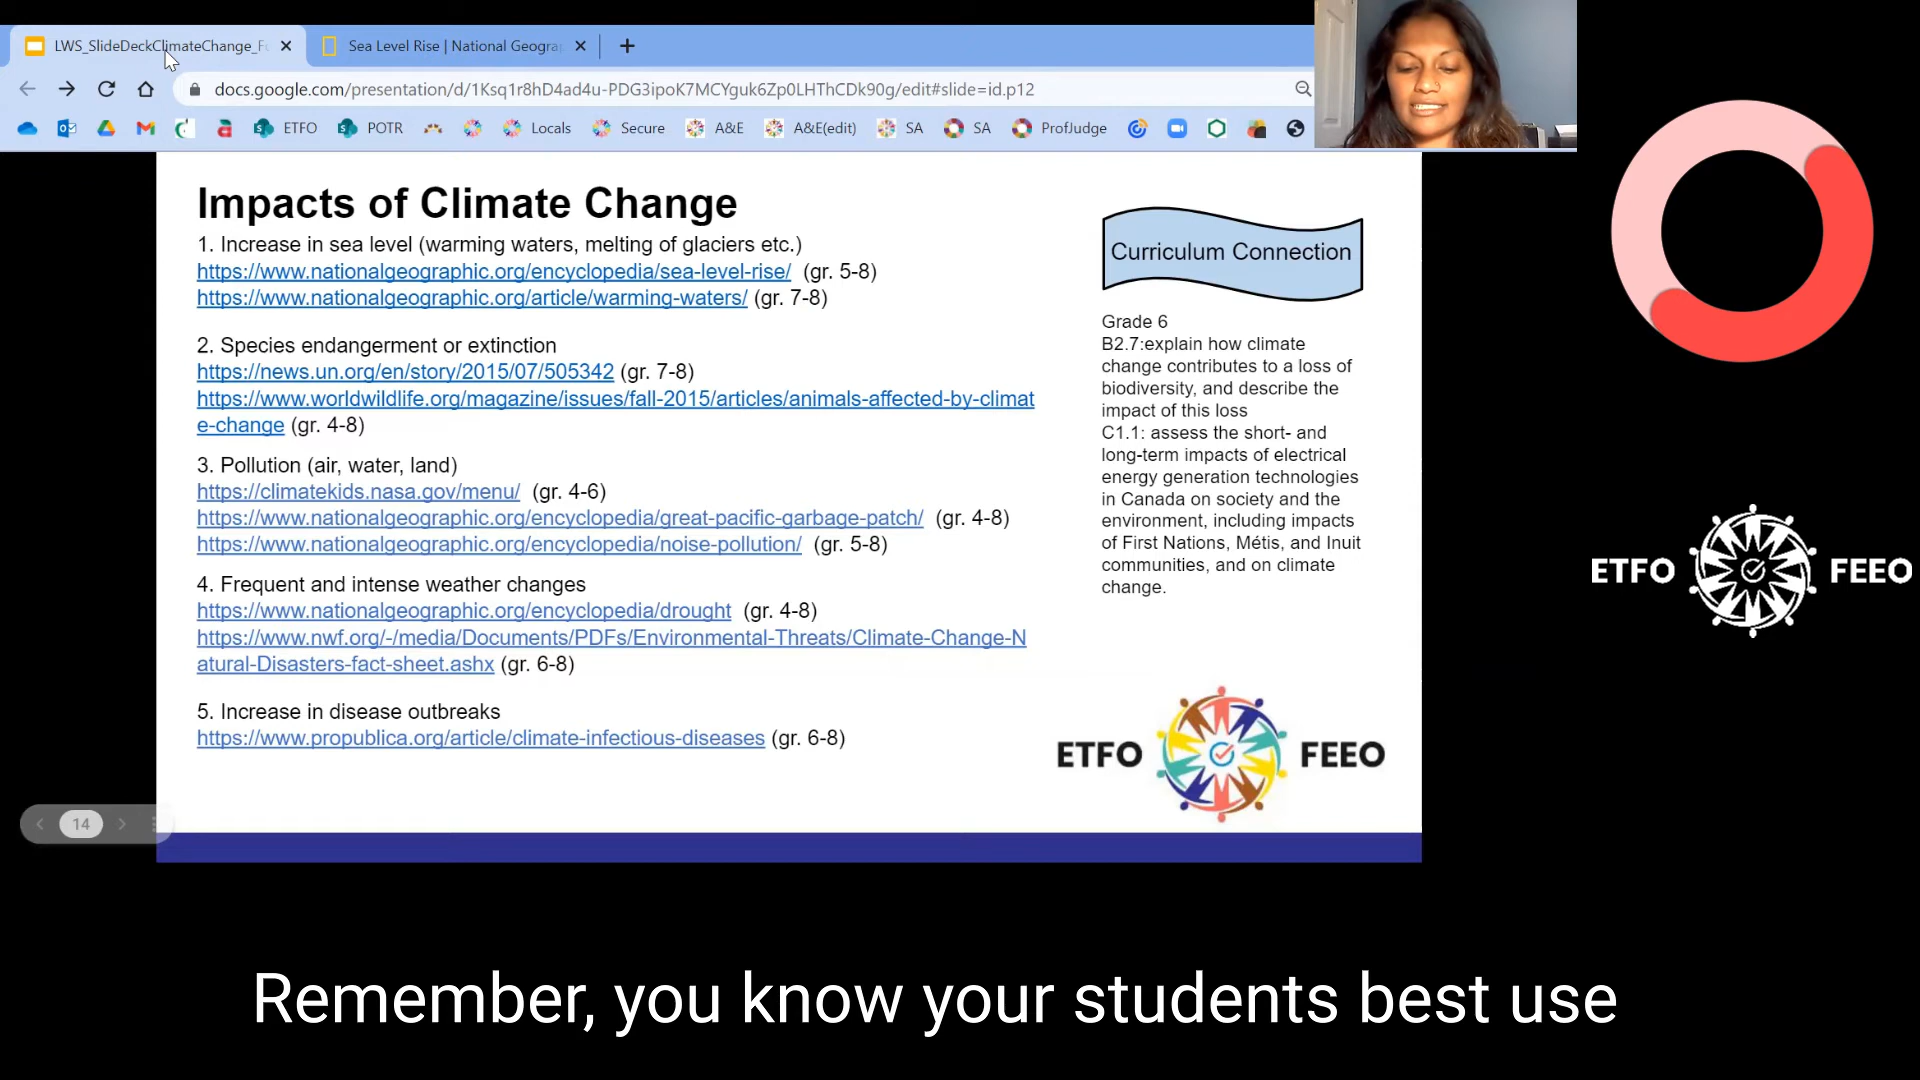 LWS_SlideDeckClimateChange_F
Sea Level Rise | National Geogra
docs.google.com/presentation/d/1Ksq1r8hD4ad4u-PDG3ipoK7MCYguk6Zp0LHThCDk90g/edit#slide=id.p12
ETFO POTR Locals Secure A&E A&E(edit) SA SA ProfJudge
Impacts of Climate Change
1. Increase in sea level (warming waters, melting of glaciers etc.)
https://www.nationalgeographic.org/encyclopedia/sea-level-rise/ (gr. 5-8)
https://www.nationalgeographic.org/article/warming-waters/ (gr. 7-8)
2. Species endangerment or extinction
https://news.un.org/en/story/2015/07/505342 (gr. 7-8)
https://www.worldwildlife.org/magazine/issues/fall-2015/articles/animals-affected-by-climat
e-change (gr. 4-8)
3. Pollution (air, water, land)
https://climatekids.nasa.gov/menu/ (gr. 4-6)
https://www.nationalgeographic.org/encyclopedia/great-pacific-garbage-patch/ (gr. 4-8)
https://www.nationalgeographic.org/encyclopedia/noise-pollution/ (gr. 5-8)
4. Frequent and intense weather changes
https://www.nationalgeographic.org/encyclopedia/drought (gr. 4-8)
https://www.nwf.org/-/media/Documents/PDFs/Environmental-Threats/Climate-Change-N
atural-Disasters-fact-sheet.ashx (gr. 6-8)
5. Increase in disease outbreaks
https://www.propublica.org/article/climate-infectious-diseases (gr. 6-8)
Curriculum Connection
Grade 6
B2.7:explain how climate
change contributes to a loss of
biodiversity, and describe the
impact of this loss
C1.1: assess the short- and
long-term impacts of electrical
energy generation technologies
in Canada on society and the
environment, including impacts
of First Nations, Métis, and Inuit
communities, and on climate
change.
ETFO FEEO
ETFO FEEO
14
Remember, you know your students best use